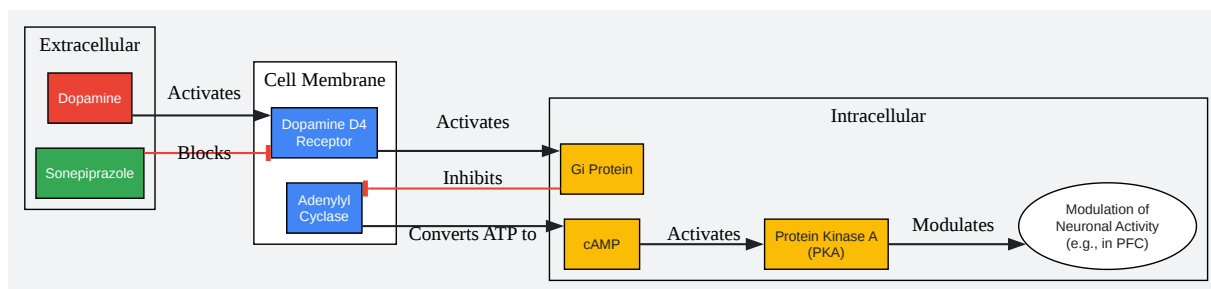 Extracellular
Dopamine
Sonepiprazole
Activates
Blocks
Cell Membrane
Dopamine D4
Receptor
Adenylyl
Cyclase
Activates
Inhibits
Converts ATP to
Intracellular
Gi Protein
cAMP
Activates
Protein Kinase A
(PKA)
Modulates
Modulation of
Neuronal Activity
(e.g., in PFC)